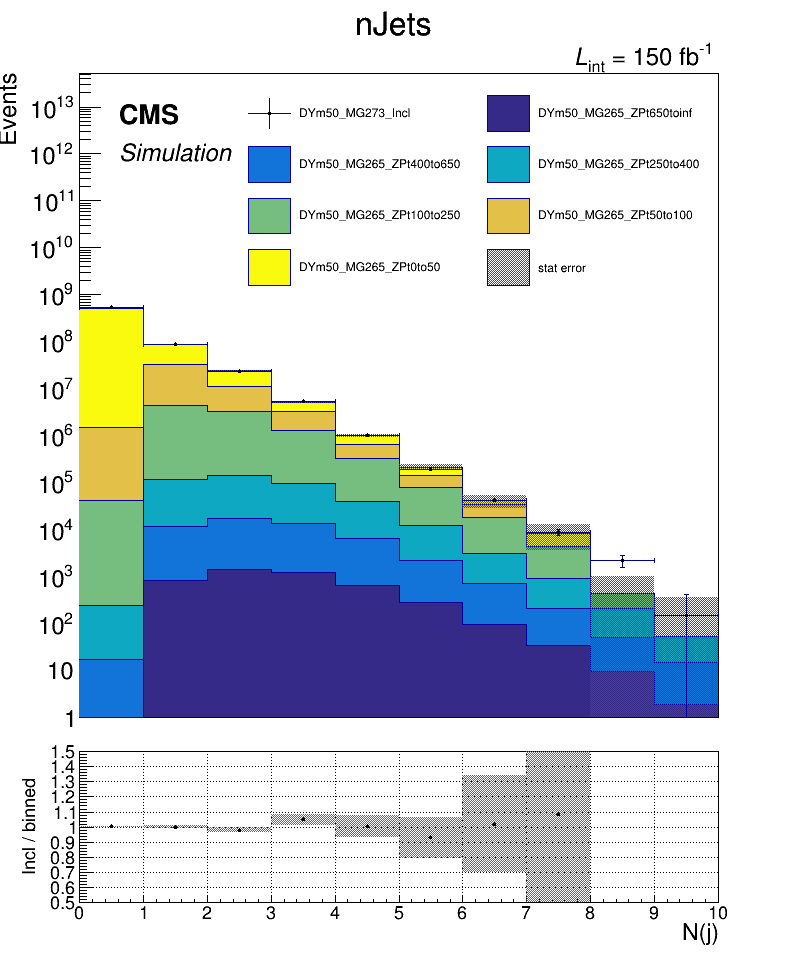 nJets
L_int = 150 fb^-1
Events
CMS
Simulation
DYm50_MG273_Incl
DYm50_MG265_ZPt650toinf
DYm50_MG265_ZPt400to650
DYm50_MG265_ZPt250to400
DYm50_MG265_ZPt100to250
DYm50_MG265_ZPt50to100
DYm50_MG265_ZPt0to50
stat error
10^13
10^12
10^11
10^10
10^9
10^8
10^7
10^6
10^5
10^4
10^3
10^2
10
1
Incl / binned
1.5
1.4
1.3
1.2
1.1
1
0.9
0.8
0.7
0.6
0.5
0 1 2 3 4 5 6 7 8 9 10
N(j)